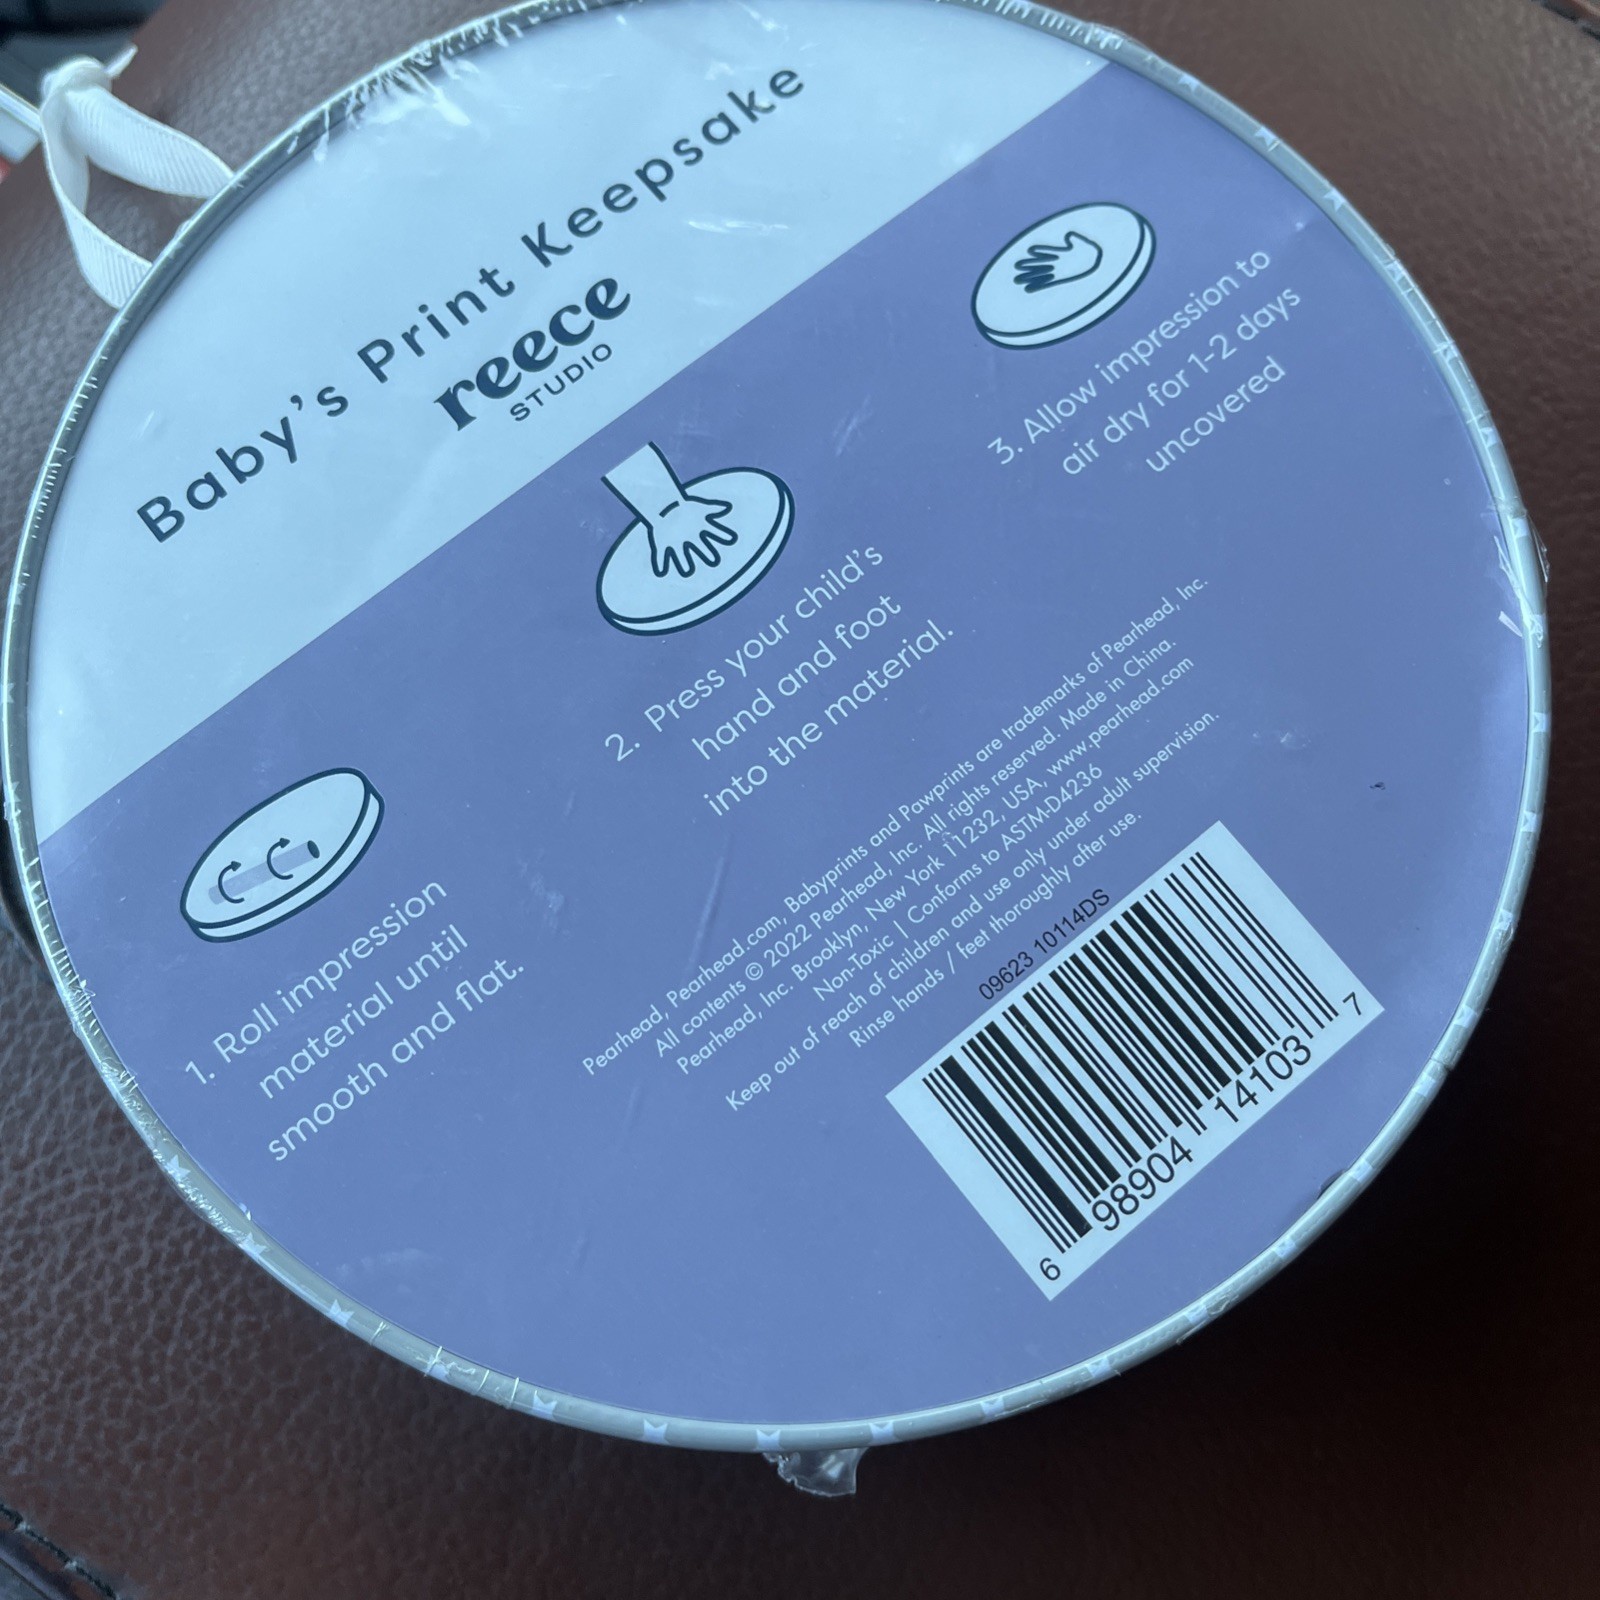 Baby's Print Keepsake
reece
STUDIO
1. Roll impression
material until
smooth and flat.
2. Press your child's
hand and foot
into the material.
3. Allow impression to
air dry for 1-2 days
uncovered
Pearhead, Pearhead.com, Babyprints and Pawprints are trademarks of Pearhead, Inc.
All contents © 2022 Pearhead, Inc. All rights reserved. Made in China.
Pearhead, Inc. Brooklyn, New York 11232, USA, www.pearhead.com
Non-Toxic | Conforms to ASTM-D4236
Keep out of reach of children and use only under adult supervision.
Rinse hands / feet thoroughly after use.
09623 10114DS
6 98904 14103 7